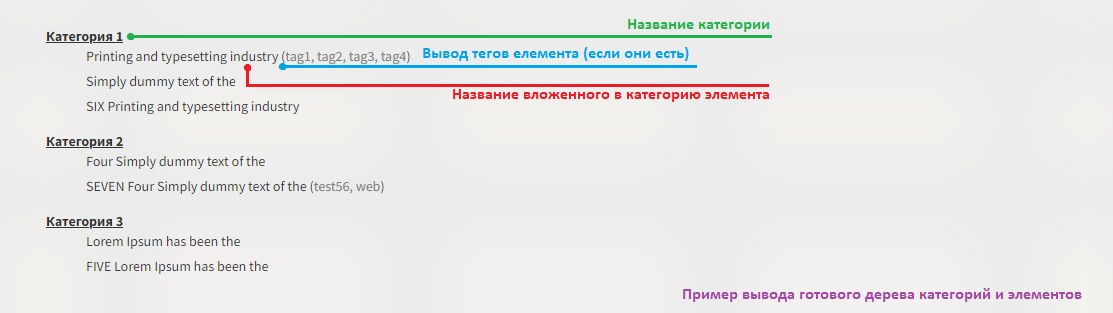 Название категории
Категория 1
Printing and typesetting industry (tag1, tag2, tag3, tag4) Вывод тегов елемента (если они есть)
Simply dummy text of the
Название вложенного в категорию элемента
SIX Printing and typesetting industry
Категория 2
Four Simply dummy text of the
SEVEN Four Simply dummy text of the (test56, web)
Категория 3
Lorem Ipsum has been the
FIVE Lorem Ipsum has been the
Пример вывода готового дерева категорий и элементов